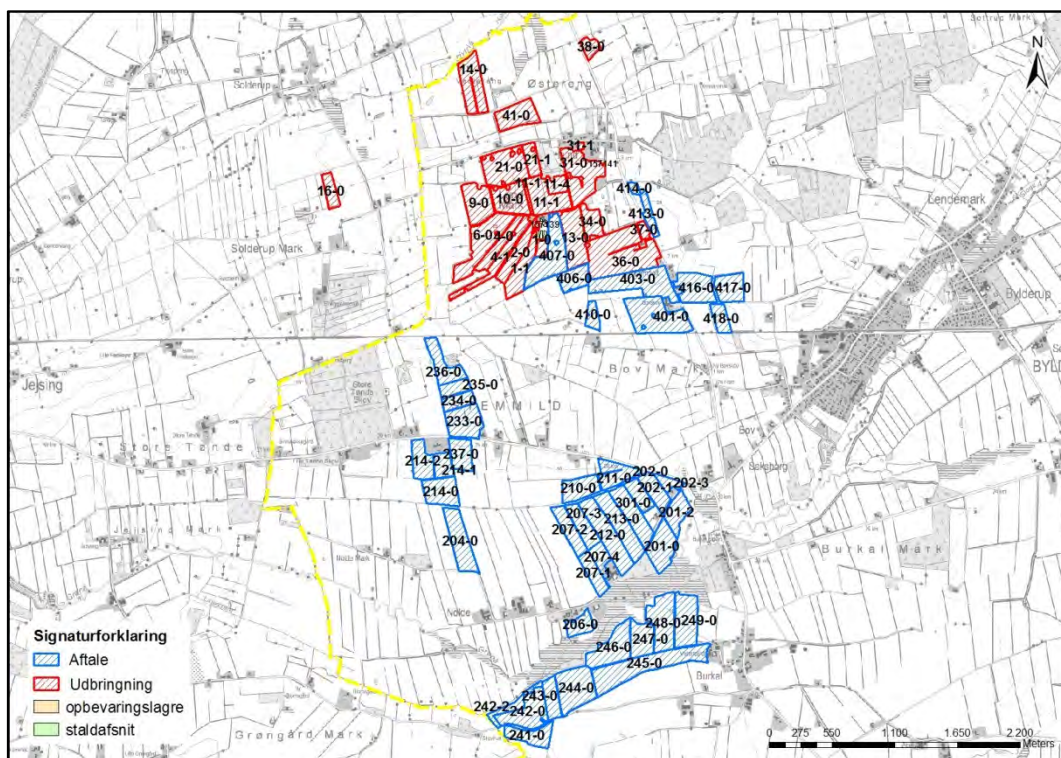 38-0
N
14-0
Solderup
Østereng
41-0
31-1
21-1
31-0
21-0
11-1
11-4
16-0
10-0
11-1
9-0
414-0
Lendemark
413-0
34-0
37-0
6-0
13-0
Solderup Mark
2-0
407-0
36-0
4-1
1-1
406-0
403-0
416-0
417-0
Bylderup
410-0
401-0
418-0
BYLD
Bov Mark
Jejsing
236-0
235-0
234-0
EMMILD
233-0
Bov
Store Tønde
237-0
214-2
214-1
202-0
202-3
211-0
202-1
210-0
214-0
301-0
201-2
207-3
213-0
207-2
212-0
204-0
201-0
Burkal Mark
207-4
207-1
Nolde
206-0
248-0
249-0
Signaturforklaring
247-0
246-0
Aftale
245-0
Udbringning
Burkal
244-0
opbevaringslagre
243-0
242-2
242-0
staldafsnit
241-0
Grøngård Mark
0 275 550 1.100 1.650 2.200
Meters